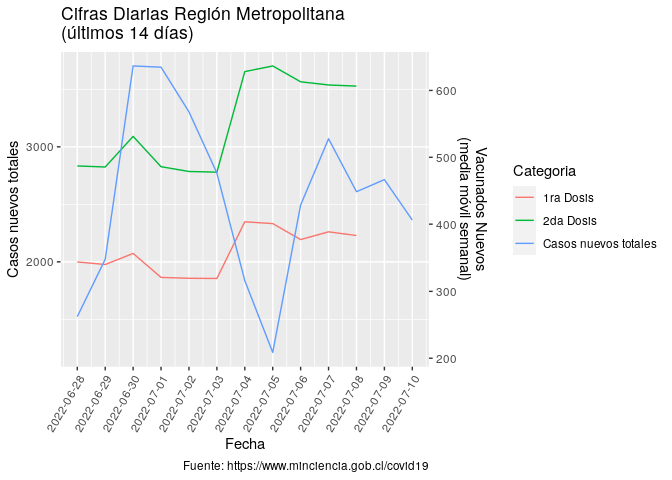 Cifras Diarias Región Metropolitana
(últimos 14 días)
Casos nuevos totales
3000
2000
600
500
400
300
200
Vacunados Nuevos
(media móvil semanal)
2022-06-28
2022-06-29
2022-06-30
2022-07-01
2022-07-02
2022-07-03
2022-07-04
2022-07-05
2022-07-06
2022-07-07
2022-07-08
2022-07-09
2022-07-10
Fecha
Categoria
1ra Dosis
2da Dosis
Casos nuevos totales
Fuente: https://www.minciencia.gob.cl/covid19